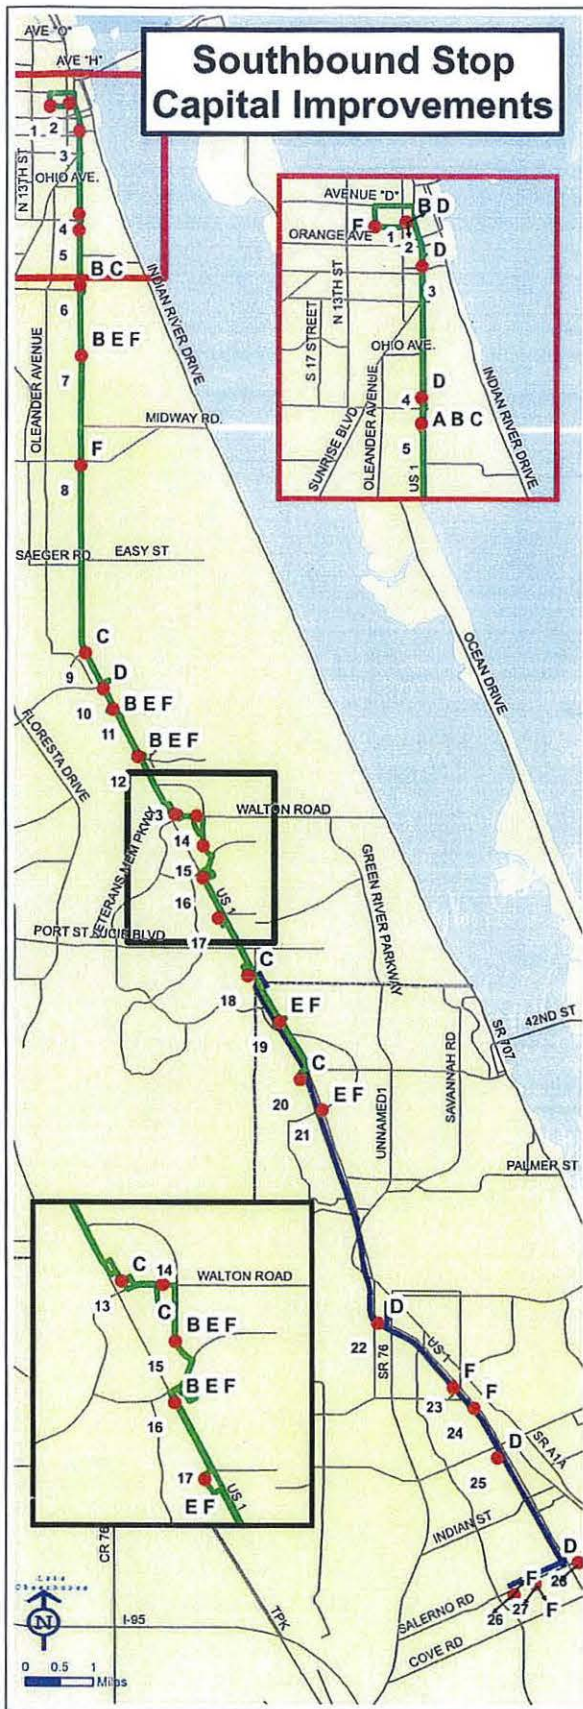 Southbound Stop
Capital Improvements
AVE "O"
AVE "H"
N 13TH ST
1
2
3
OHIO AVE.
4
5
B C
6
INDIAN RIVER DRIVE
OLEANDER AVENUE
B E F
7
MIDWAY RD.
F
8
SAEGER RD
EASY ST
AVENUE "D"
B D
F
ORANGE AVE
1
2
D
3
N 13TH ST
S 17 STREET
OHIO AVE.
D
4
A B C
5
SUNRISE BLVD
OLEANDER AVENUE
US 1
INDIAN RIVER DRIVE
OCEAN DRIVE
C
9
D
10
B E F
11
B E F
12
FLORESTA DRIVE
WALTON ROAD
14
15
16
US 1
GREEN RIVER PARKWAY
17
C
18
E F
19
C
20
E F
21
42ND ST
SR 707
SAVANNAH RD
UNNAMED1
PALMER ST
C
14
WALTON ROAD
13
C
B E F
15
B E F
16
17
US 1
E F
D
22
SR 76
US 1
F
23
F
24
D
25
SR A1A
INDIAN ST
D
28
F
SALERNO RD
26
27
F
COVE RD
CR 76
I-95
TPK
N
0 0.5 1
Miles